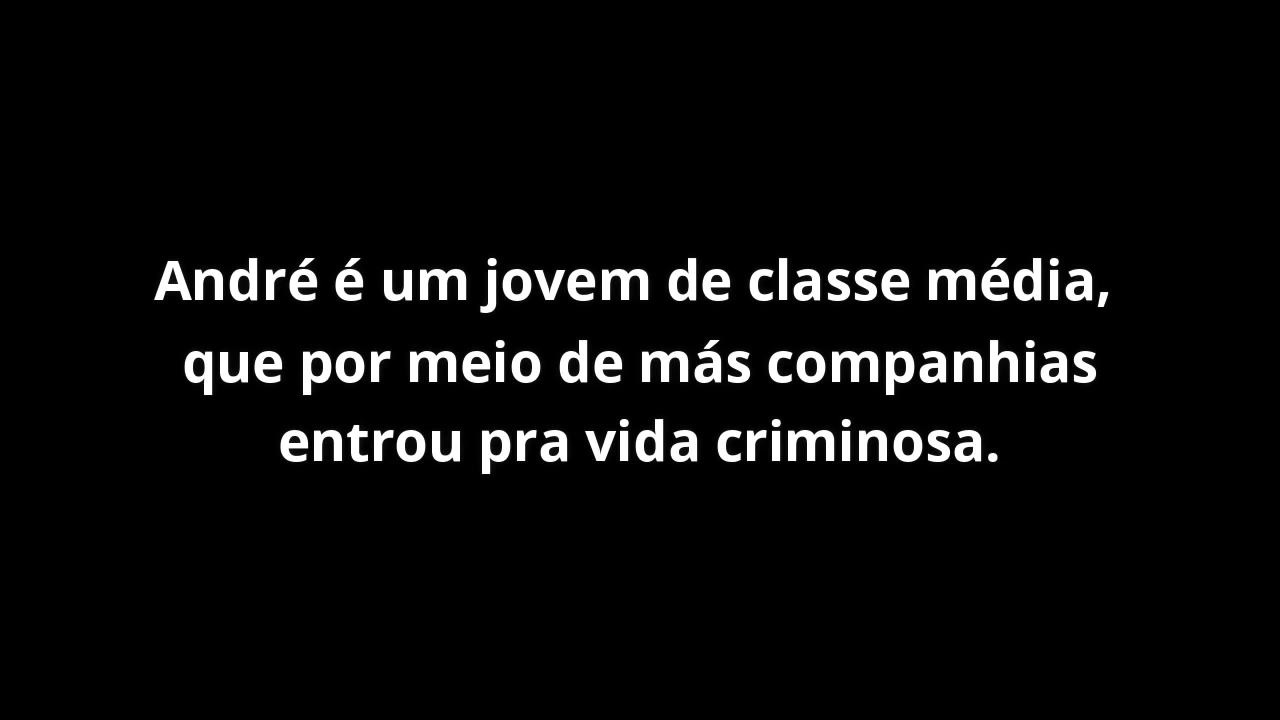 André é um jovem de classe média,
que por meio de más companhias
entrou pra vida criminosa.